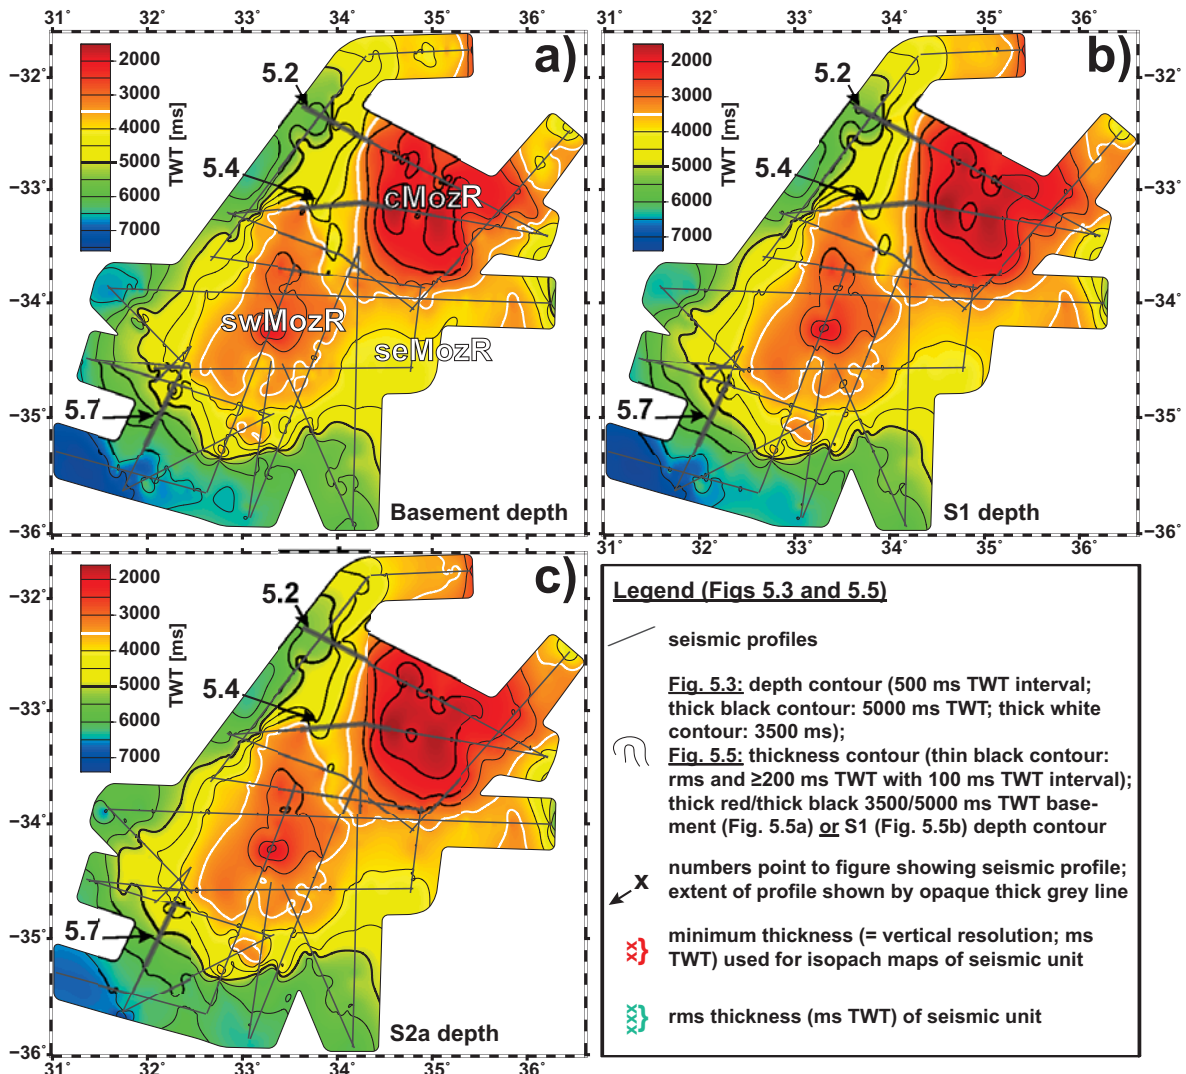 31° 32° 33° 34° 35° 31° 32° 33° 34° 35°
2000
3000
4000
5000
6000
7000
TWT [ms]
a)
5.2
5.4
cMozR
swMozR
seMozR
5.7
Basement depth
−32°
−33°
−34°
−35°
−36°
2000
3000
4000
5000
6000
7000
TWT [ms]
b)
5.2
5.4
5.7
S1 depth
−32°
−33°
−34°
−35°
−36°
31° 32° 33° 34° 35° 36°
2000
3000
4000
5000
6000
7000
TWT [ms]
c)
5.2
5.4
5.7
S2a depth
−32°
−33°
−34°
−35°
−36°
31° 32° 33° 34° 35° 36°
Legend (Figs 5.3 and 5.5)
seismic profiles
Fig. 5.3: depth contour (500 ms TWT interval;
thick black contour: 5000 ms TWT; thick white
contour: 3500 ms);
Fig. 5.5: thickness contour (thin black contour:
rms and ≥200 ms TWT with 100 ms TWT interval);
thick red/thick black 3500/5000 ms TWT base-
ment (Fig. 5.5a) or S1 (Fig. 5.5b) depth contour
x numbers point to figure showing seismic profile;
extent of profile shown by opaque thick grey line
xx} minimum thickness (= vertical resolution; ms
TWT) used for isopach maps of seismic unit
xxx} rms thickness (ms TWT) of seismic unit